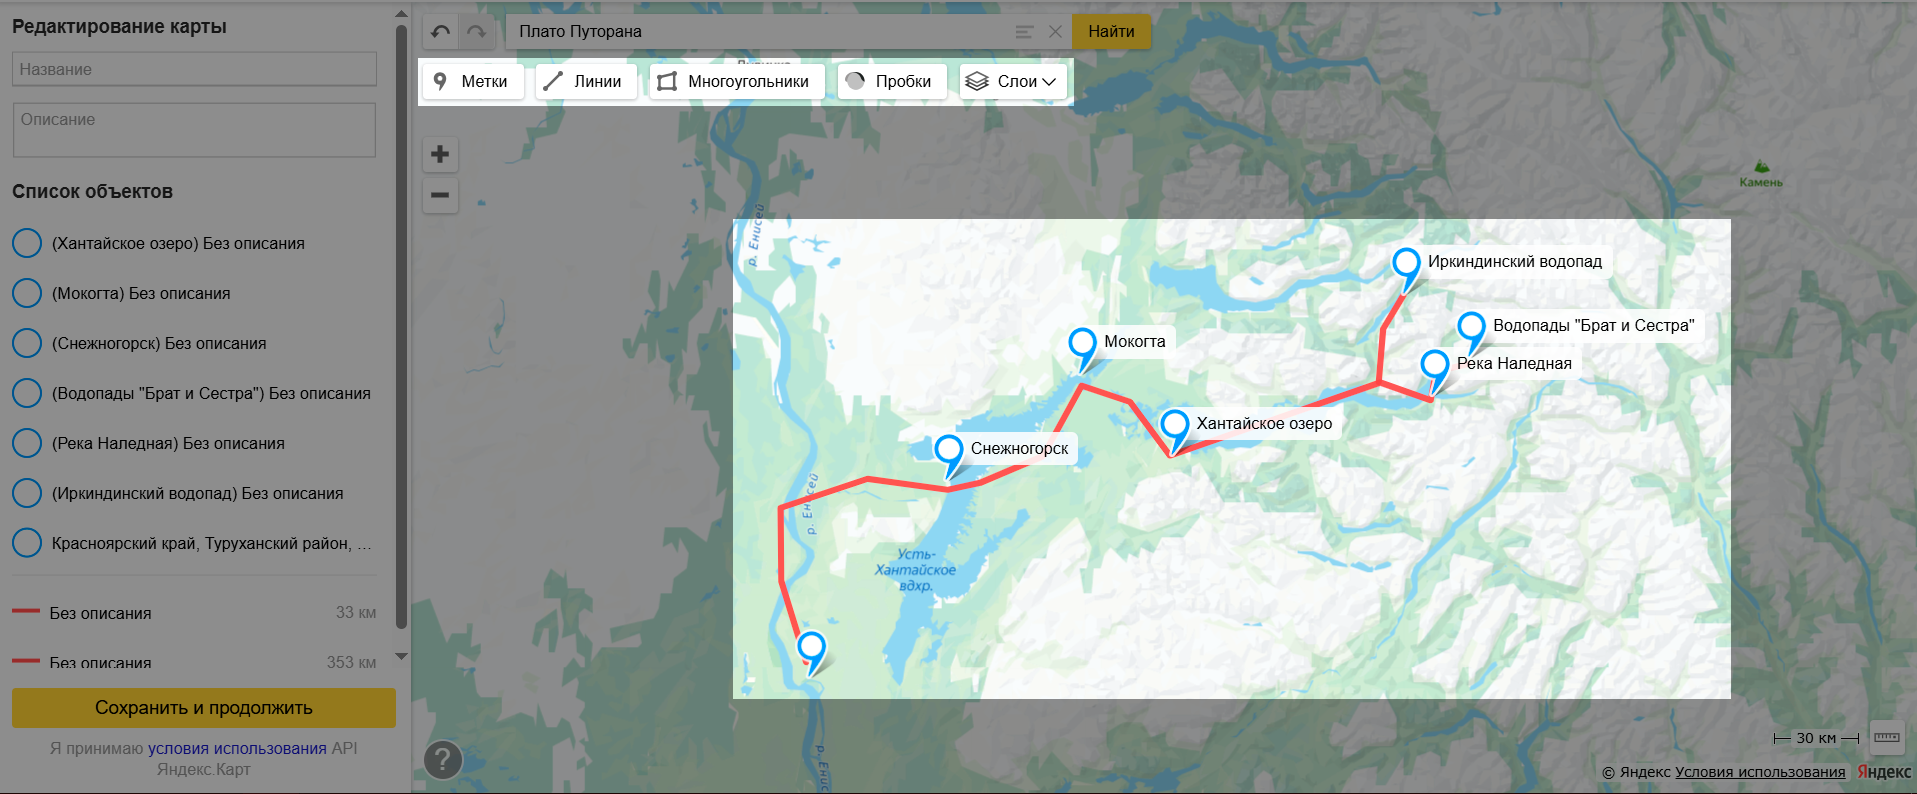 Редактирование карты
Название
Описание
Список объектов
(Хантайское озеро) Без описания
(Мокогта) Без описания
(Снежногорск) Без описания
(Водопады "Брат и Сестра") Без описания
(Река Наледная) Без описания
(Иркиндинский водопад) Без описания
Красноярский край, Туруханский район, ...
Без описания 33 км
Без описания 353 км
Сохранить и продолжить
Я принимаю условия использования API
Яндекс.Карт
Плато Путорана
Найти
Метки
Линии
Многоугольники
Пробки
Слои
Камень
р. Енисей
Иркиндинский водопад
Водопады "Брат и Сестра"
Мокогта
Река Наледная
Хантайское озеро
Снежногорск
р. Енисей
Усть-
Хантайское
вдхр.
?
30 км
© Яндекс Условия использования Яндекс